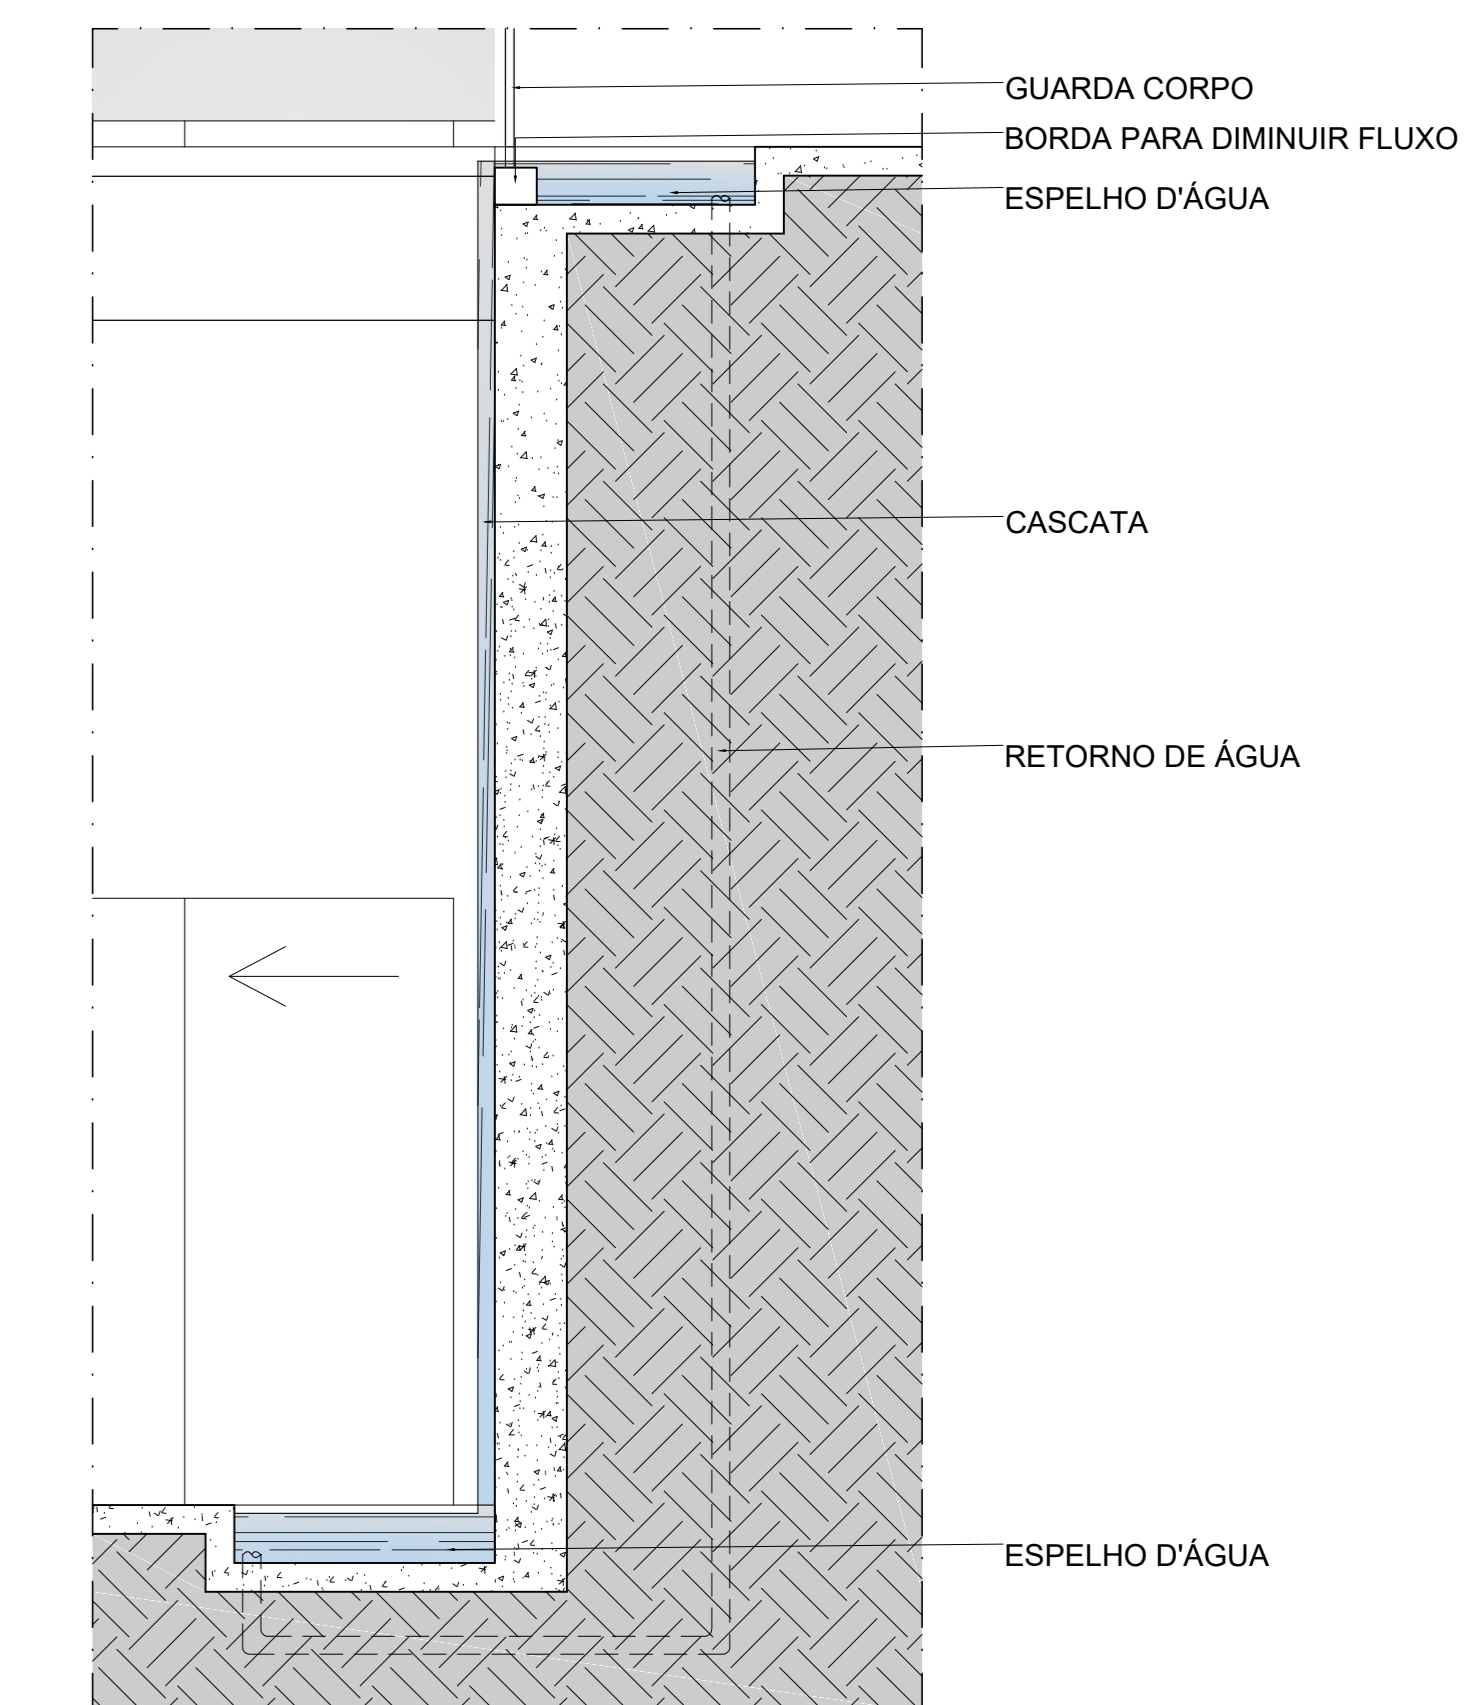 GUARDA CORPO
BORDA PARA DIMINUIR FLUXO
ESPELHO D'ÁGUA
CASCATA
RETORNO DE ÁGUA
ESPELHO D'ÁGUA